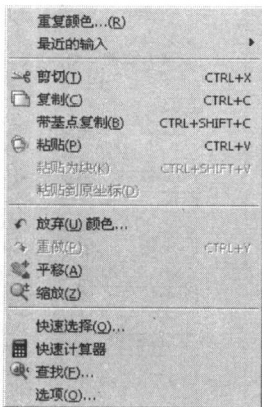 重复颜色...(R)
最近的输入
剪切(T) CTRL+X
复制(C) CTRL+C
带基点复制(B) CTRL+SHIFT+C
粘贴(P) CTRL+V
粘贴为块(K) CTRL+SHIFT+V
粘贴到原坐标(D)
放弃(U) 颜色...
重做(R) CTRL+Y
平移(A)
缩放(Z)
快速选择(Q)...
快速计算器
查找(F)...
选项(O)...